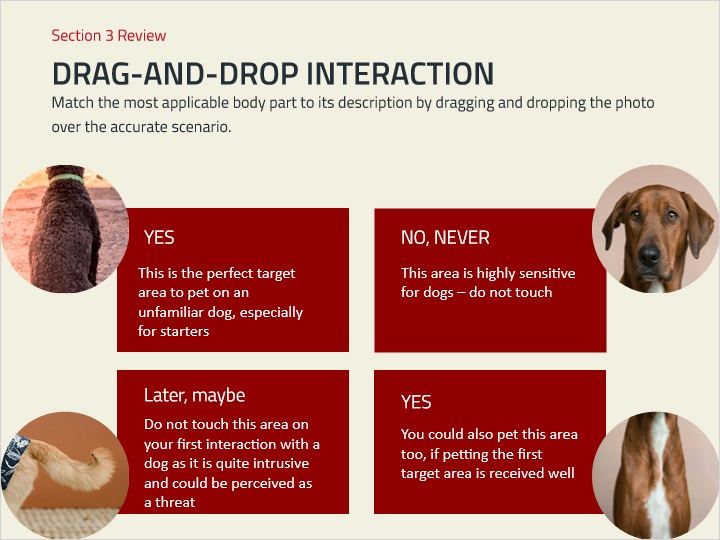 Section 3 Review
DRAG-AND-DROP INTERACTION
Match the most applicable body part to its description by dragging and dropping the photo
over the accurate scenario.
YES
This is the perfect target
area to pet on an
unfamiliar dog, especially
for starters
NO, NEVER
This area is highly sensitive
for dogs – do not touch
Later, maybe
Do not touch this area on
your first interaction with a
dog as it is quite intrusive
and could be perceived as
a threat
YES
You could also pet this area
too, if petting the first
target area is received well